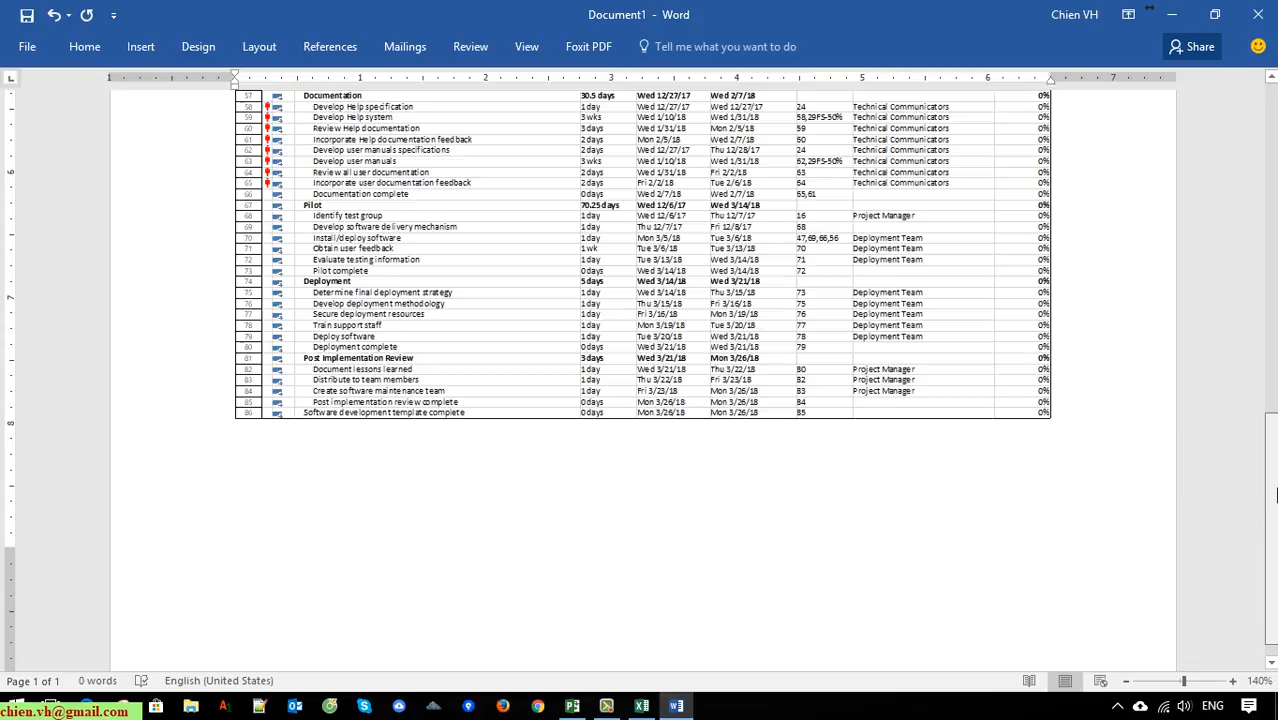 Document1 - Word
Chien VH
File Home Insert Design Layout References Mailings Review View Foxit PDF Tell me what you want to do Share
1 1 2 3 4 5 6 7
57 Documentation 30.5 days Wed 12/27/17 Wed 2/7/18 0%
58 Develop Help specification 1 day Wed 12/27/17 Wed 12/27/17 24 Technical Communicators 0%
59 Develop Help system 3 wks Wed 1/10/18 Wed 1/31/18 58,29FS-50% Technical Communicators 0%
60 Review Help documentation 3 days Wed 1/31/18 Mon 2/5/18 59 Technical Communicators 0%
61 Incorporate Help documentation feedback 2 days Mon 2/5/18 Wed 2/7/18 60 Technical Communicators 0%
62 Develop user manuals specifications 2 days Wed 12/27/17 Thu 12/28/17 24 Technical Communicators 0%
63 Develop user manuals 3 wks Wed 1/10/18 Wed 1/31/18 62,29FS-50% Technical Communicators 0%
64 Review all user documentation 2 days Wed 1/31/18 Fri 2/2/18 63 Technical Communicators 0%
65 Incorporate user documentation feedback 2 days Fri 2/2/18 Tue 2/6/18 64 Technical Communicators 0%
66 Documentation complete 0 days Wed 2/7/18 Wed 2/7/18 65,61 0%
67 Pilot 70.25 days Wed 12/6/17 Wed 3/14/18 0%
68 Identify test group 1 day Wed 12/6/17 Thu 12/7/17 16 Project Manager 0%
69 Develop software delivery mechanism 1 day Thu 12/7/17 Fri 12/8/17 68 0%
70 Install/deploy software 1 day Mon 3/5/18 Tue 3/6/18 47,69,66,56 Deployment Team 0%
71 Obtain user feedback 1 wk Tue 3/6/18 Tue 3/13/18 70 Deployment Team 0%
72 Evaluate testing information 1 day Tue 3/13/18 Wed 3/14/18 71 Deployment Team 0%
73 Pilot complete 0 days Wed 3/14/18 Wed 3/14/18 72 0%
74 Deployment 5 days Wed 3/14/18 Wed 3/21/18 0%
75 Determine final deployment strategy 1 day Wed 3/14/18 Thu 3/15/18 73 Deployment Team 0%
76 Develop deployment methodology 1 day Thu 3/15/18 Fri 3/16/18 75 Deployment Team 0%
77 Secure deployment resources 1 day Fri 3/16/18 Mon 3/19/18 76 Deployment Team 0%
78 Train support staff 1 day Mon 3/19/18 Tue 3/20/18 77 Deployment Team 0%
79 Deploy software 1 day Tue 3/20/18 Wed 3/21/18 78 Deployment Team 0%
80 Deployment complete 0 days Wed 3/21/18 Wed 3/21/18 79 0%
81 Post Implementation Review 3 days Wed 3/21/18 Mon 3/26/18 0%
82 Document lessons learned 1 day Wed 3/21/18 Thu 3/22/18 80 Project Manager 0%
83 Distribute to team members 1 day Thu 3/22/18 Fri 3/23/18 82 Project Manager 0%
84 Create software maintenance team 1 day Fri 3/23/18 Mon 3/26/18 83 Project Manager 0%
85 Post implementation review complete 0 days Mon 3/26/18 Mon 3/26/18 84 0%
86 Software development template complete 0 days Mon 3/26/18 Mon 3/26/18 85 0%
6
7
8
Page 1 of 1 0 words English (United States) 140%
chien.vh@gmail.com ENG